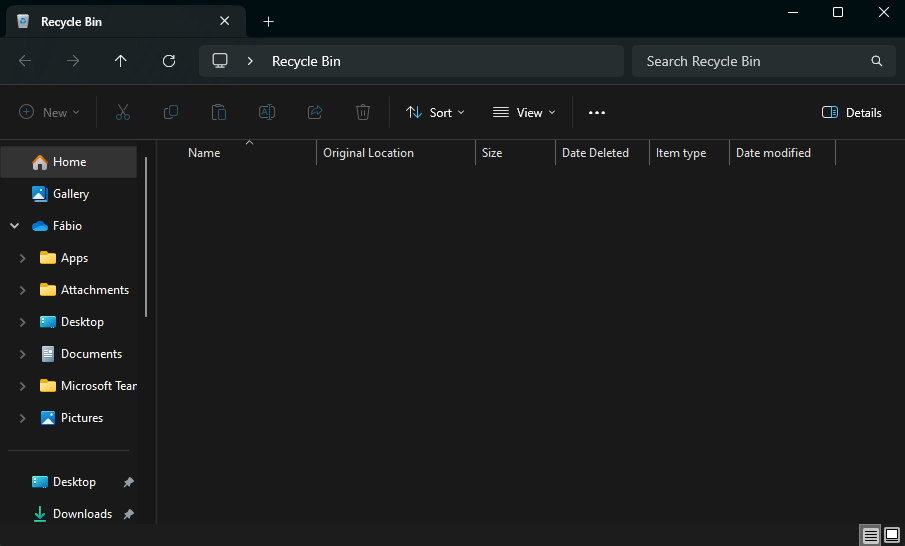 Recycle Bin
Recycle Bin
Search Recycle Bin
New
Sort
View
Details
Name
Original Location
Size
Date Deleted
Item type
Date modified
Home
Gallery
Fábio
Apps
Attachments
Desktop
Documents
Microsoft Tear
Pictures
Desktop
Downloads